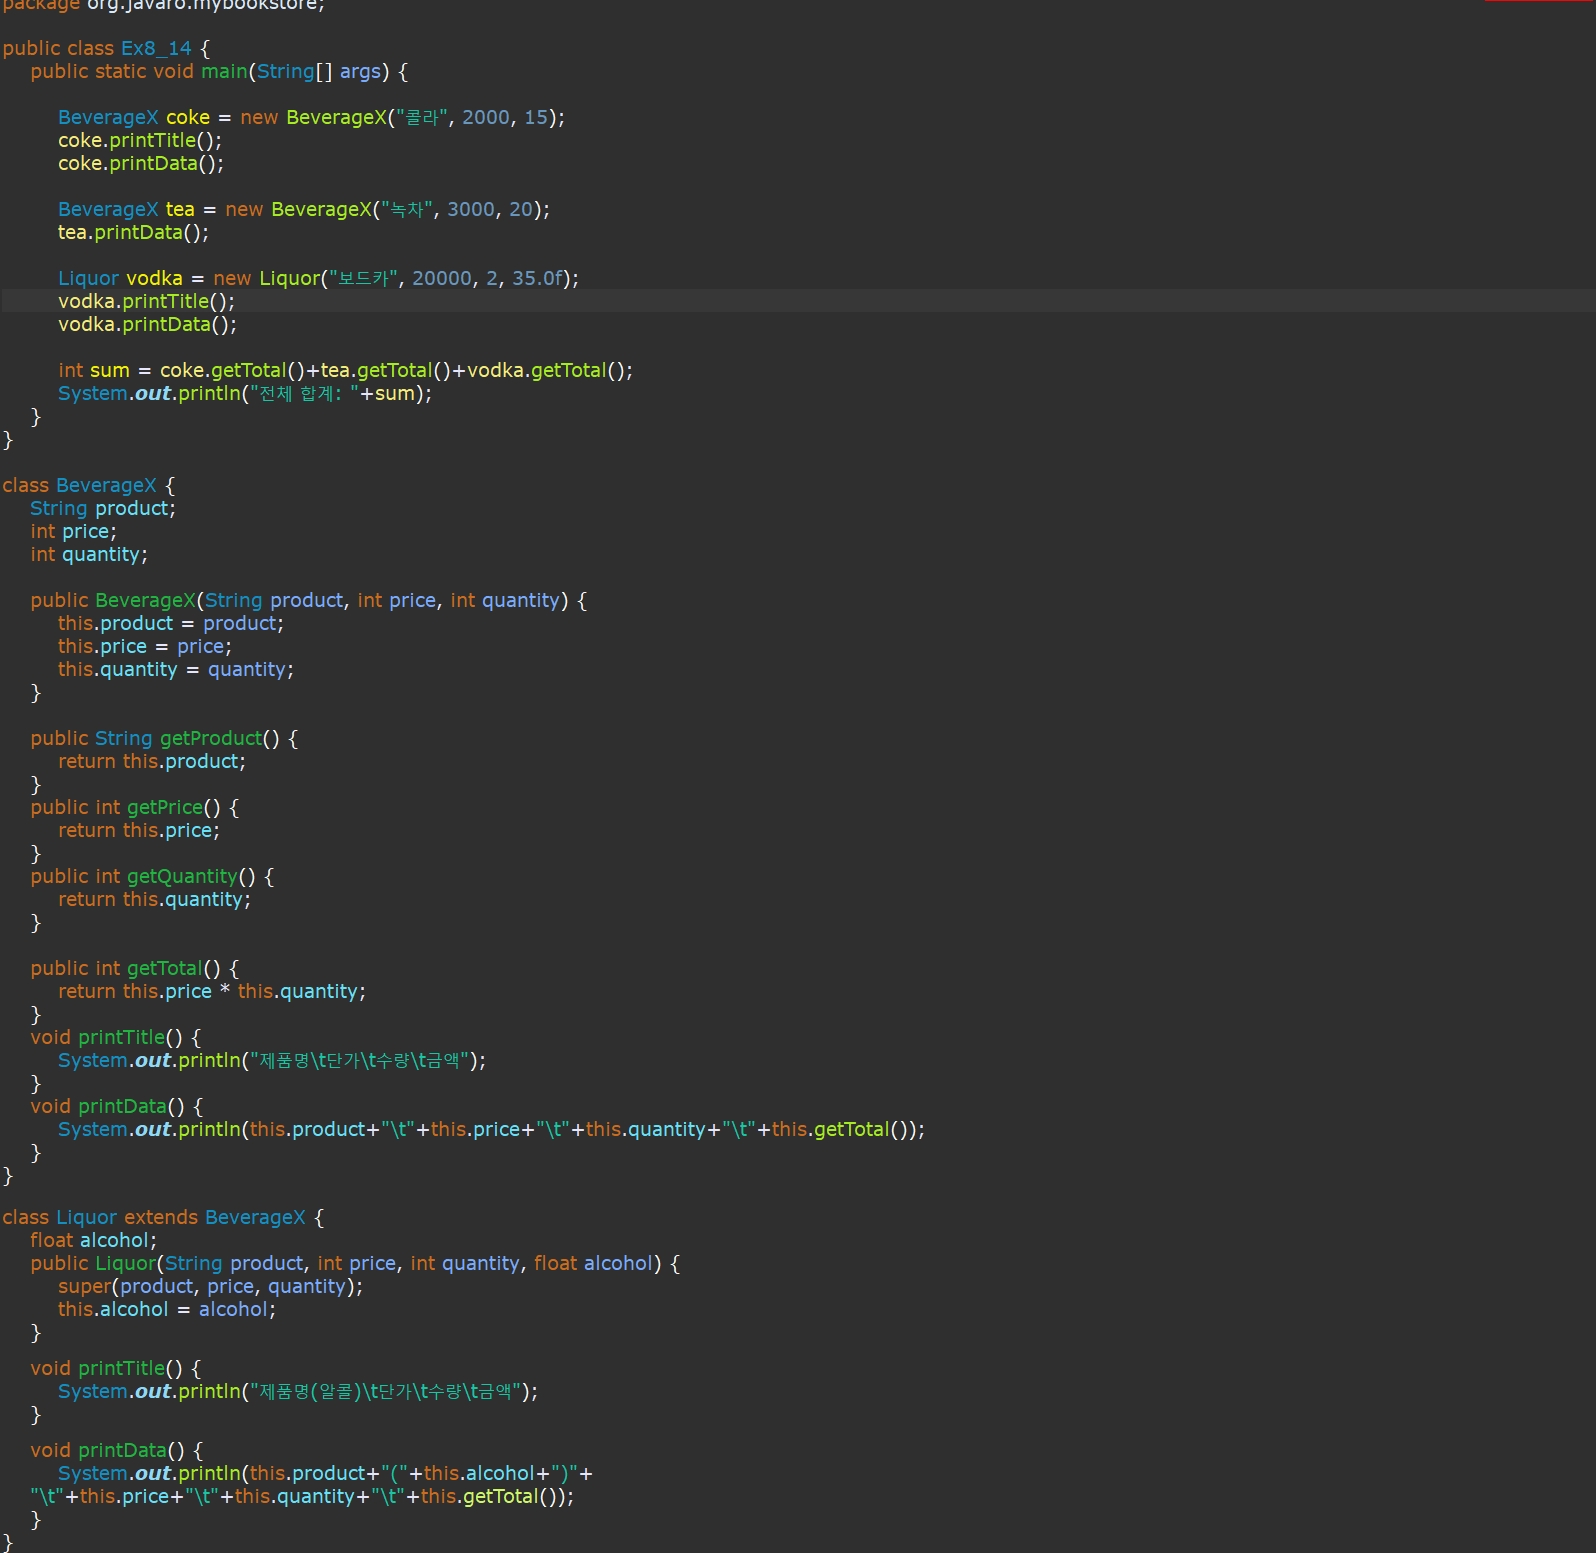 package org.javaro.mybookstore;
public class Ex8_14 {
public static void main(String[] args) {
BeverageX coke = new BeverageX("콜라", 2000, 15);
coke.printTitle();
coke.printData();
BeverageX tea = new BeverageX("녹차", 3000, 20);
tea.printData();
Liquor vodka = new Liquor("보드카", 20000, 2, 35.0f);
vodka.printTitle();
vodka.printData();
int sum = coke.getTotal()+tea.getTotal()+vodka.getTotal();
System.out.println("전체 합계: "+sum);
}
}
class BeverageX {
String product;
int price;
int quantity;
public BeverageX(String product, int price, int quantity) {
this.product = product;
this.price = price;
this.quantity = quantity;
}
public String getProduct() {
return this.product;
}
public int getPrice() {
return this.price;
}
public int getQuantity() {
return this.quantity;
}
public int getTotal() {
return this.price * this.quantity;
}
void printTitle() {
System.out.println("제품명\t단가\t수량\t금액");
}
void printData() {
System.out.println(this.product+"\t"+this.price+"\t"+this.quantity+"\t"+this.getTotal());
}
}
class Liquor extends BeverageX {
float alcohol;
public Liquor(String product, int price, int quantity, float alcohol) {
super(product, price, quantity);
this.alcohol = alcohol;
}
void printTitle() {
System.out.println("제품명(알콜)\t단가\t수량\t금액");
}
void printData() {
System.out.println(this.product+"("+this.alcohol+")"+
"\t"+this.price+"\t"+this.quantity+"\t"+this.getTotal());
}
}